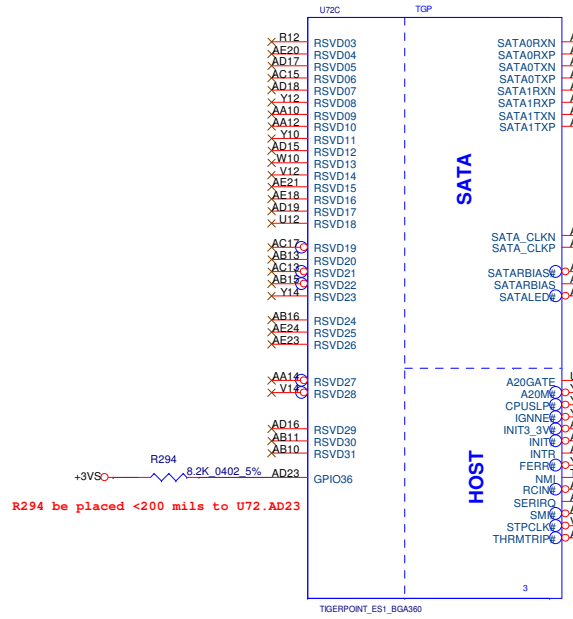 U72C TGP
R12 RSVD03 SATA0RXN
AE20 RSVD04 SATA0RXP
AD17 RSVD05 SATA0TXN
AC15 RSVD06 SATA0TXP
AD18 RSVD07 SATA1RXN
Y12 RSVD08 SATA1RXP
AA10 RSVD09 SATA1TXN
AA12 RSVD10 SATA1TXP
Y10 RSVD11
AD15 RSVD12
W10 RSVD13
V12 RSVD14
AE21 RSVD15
AE18 RSVD16
AD19 RSVD17
U12 RSVD18
SATA
SATA_CLKN
AC17 RSVD19 SATA_CLKP
AB13 RSVD20
AC13 RSVD21 SATARBIAS#
AB15 RSVD22 SATARBIAS
Y14 RSVD23 SATALED#
AB16 RSVD24
AE24 RSVD25
AE23 RSVD26
AA14 RSVD27 A20GATE
V14 RSVD28 A20M#
CPUSLP#
IGNNE#
AD16 RSVD29 INIT3_3V#
AB11 RSVD30 INIT#
AB10 RSVD31 INTR
HOST
FERR#
R294
+3VS 8.2K_0402_5% AD23 GPIO36 NMI
RCIN#
SERIRQ
R294 be placed <200 mils to U72.AD23
SMI#
STPCLK#
THRMTRIP#
3
TIGERPOINT_ES1_BGA360